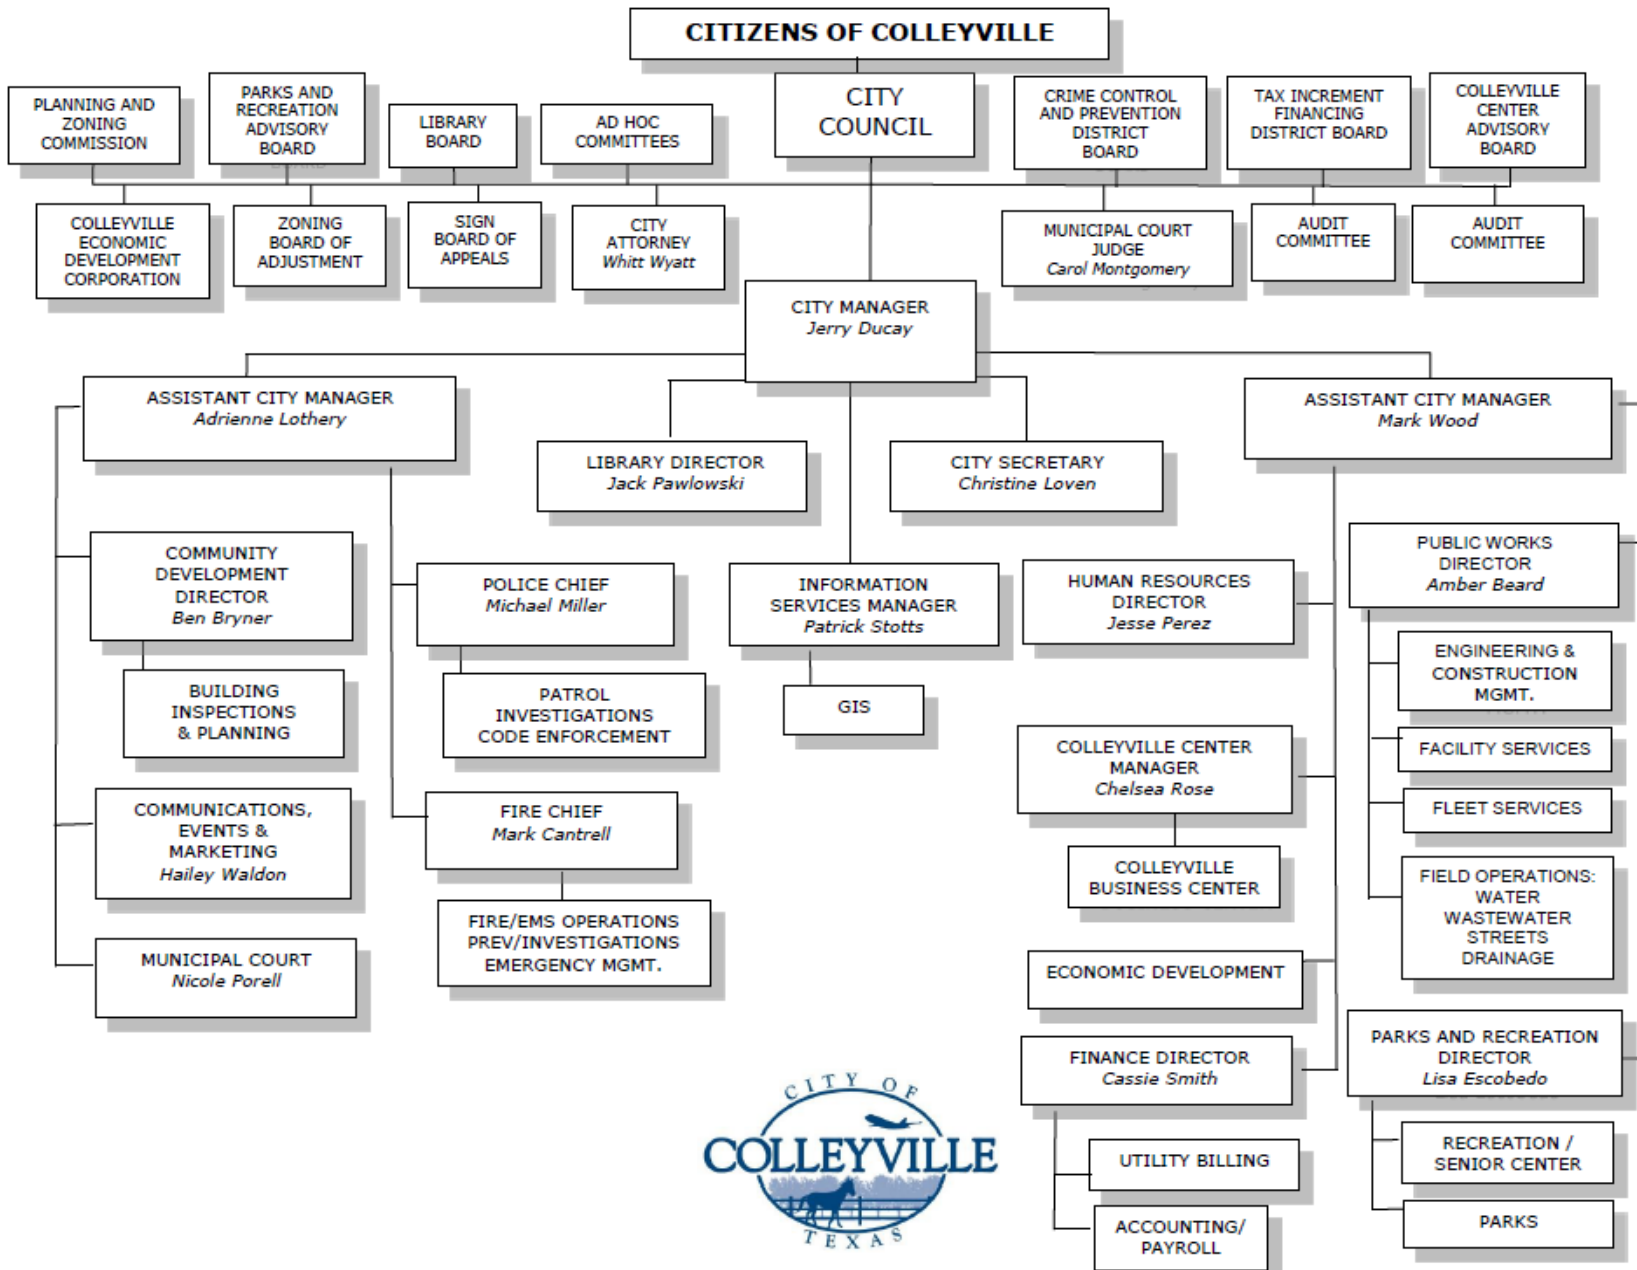 CITIZENS OF COLLEYVILLE
CITY
COUNCIL
PLANNING AND
ZONING
COMMISSION
PARKS AND
RECREATION
ADVISORY
BOARD
LIBRARY
BOARD
AD HOC
COMMITTEES
CRIME CONTROL
AND PREVENTION
DISTRICT
BOARD
TAX INCREMENT
FINANCING
DISTRICT BOARD
COLLEYVILLE
CENTER
ADVISORY
BOARD
COLLEYVILLE
ECONOMIC
DEVELOPMENT
CORPORATION
ZONING
BOARD OF
ADJUSTMENT
SIGN
BOARD OF
APPEALS
CITY
ATTORNEY
Whitt Wyatt
MUNICIPAL COURT
JUDGE
Carol Montgomery
AUDIT
COMMITTEE
AUDIT
COMMITTEE
CITY MANAGER
Jerry Ducay
ASSISTANT CITY MANAGER
Adrienne Lothery
ASSISTANT CITY MANAGER
Mark Wood
LIBRARY DIRECTOR
Jack Pawlowski
CITY SECRETARY
Christine Loven
COMMUNITY
DEVELOPMENT
DIRECTOR
Ben Bryner
BUILDING
INSPECTIONS
& PLANNING
COMMUNICATIONS,
EVENTS &
MARKETING
Hailey Waldon
MUNICIPAL COURT
Nicole Porell
POLICE CHIEF
Michael Miller
PATROL
INVESTIGATIONS
CODE ENFORCEMENT
FIRE CHIEF
Mark Cantrell
FIRE/EMS OPERATIONS
PREV/INVESTIGATIONS
EMERGENCY MGMT.
INFORMATION
SERVICES MANAGER
Patrick Stotts
GIS
HUMAN RESOURCES
DIRECTOR
Jesse Perez
COLLEYVILLE CENTER
MANAGER
Chelsea Rose
COLLEYVILLE
BUSINESS CENTER
ECONOMIC DEVELOPMENT
FINANCE DIRECTOR
Cassie Smith
UTILITY BILLING
ACCOUNTING/
PAYROLL
PUBLIC WORKS
DIRECTOR
Amber Beard
ENGINEERING &
CONSTRUCTION
MGMT.
FACILITY SERVICES
FLEET SERVICES
FIELD OPERATIONS:
WATER
WASTEWATER
STREETS
DRAINAGE
PARKS AND RECREATION
DIRECTOR
Lisa Escobedo
RECREATION /
SENIOR CENTER
PARKS
CITY OF
COLLEYVILLE
TEXAS